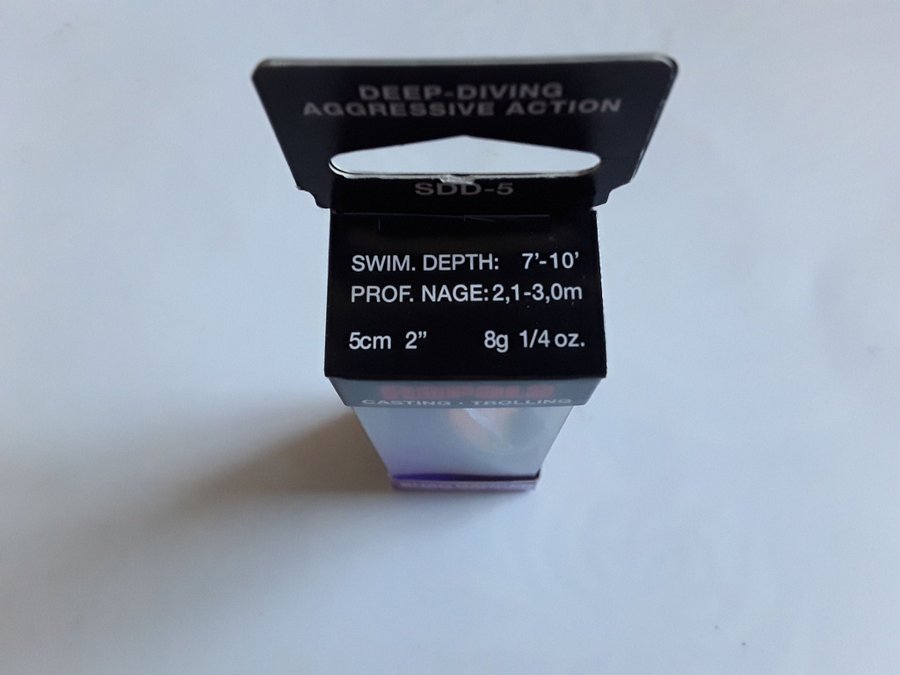 DEEP-DIVING
AGGRESSIVE ACTION
SDD-5
SWIM. DEPTH: 7'-10'
PROF. NAGE: 2,1-3,0m
5cm 2” 8g 1/4 oz.
CASTING · TROLLING